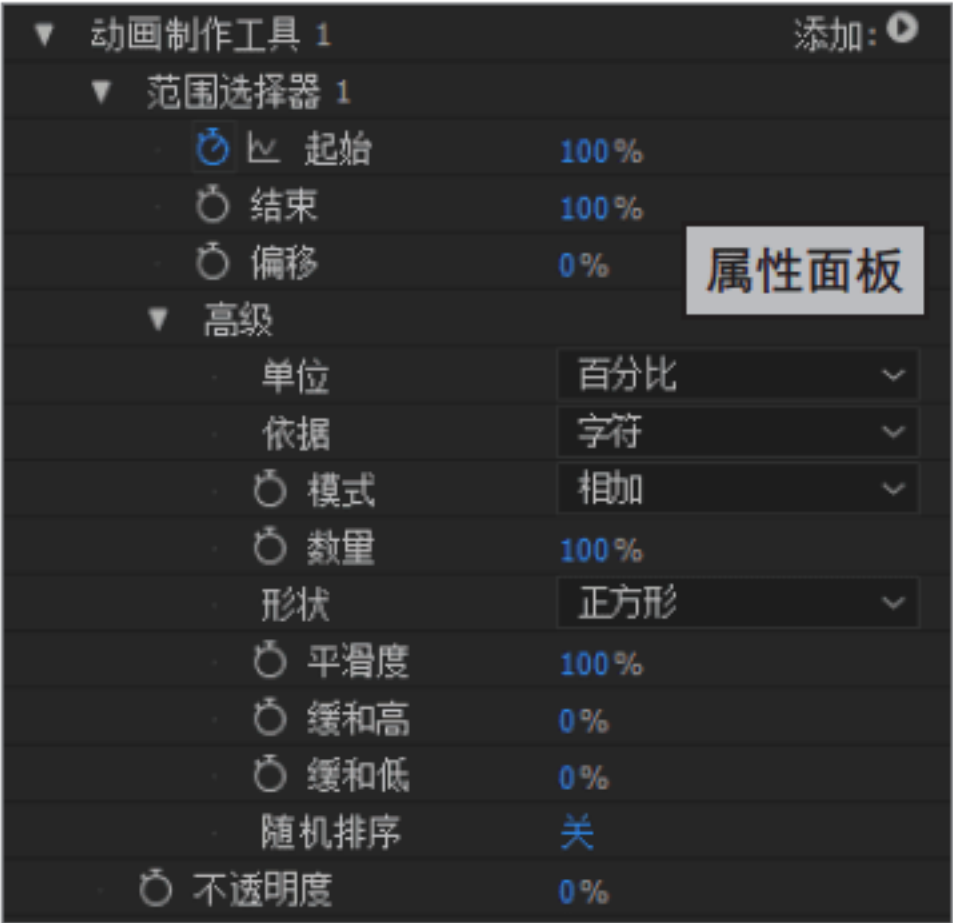 动画制作工具 1 添加:
范围选择器 1
起始 100%
结束 100%
偏移 0%
属性面板
高级
单位 百分比
依据 字符
模式 相加
数量 100%
形状 正方形
平滑度 100%
缓和高 0%
缓和低 0%
随机排序 关
不透明度 0%